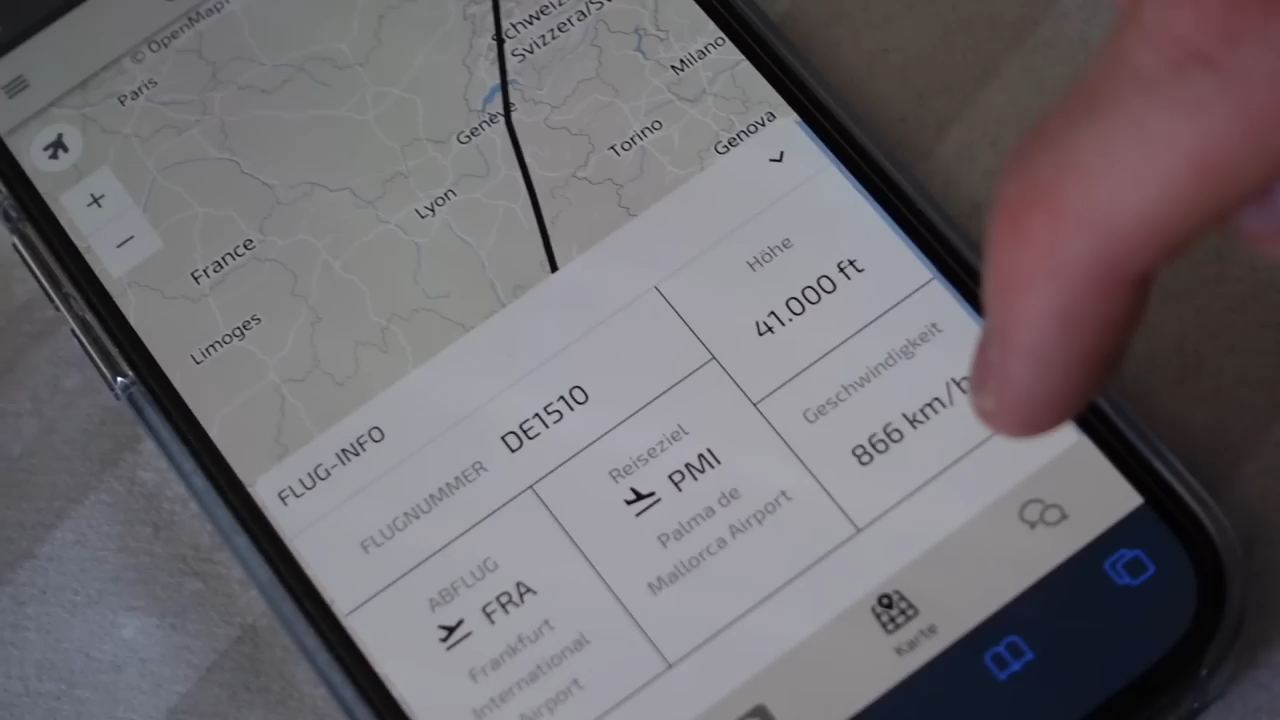 © OpenMap
Paris
Schweiz
Svizzera/S
Milano
Genève
Torino
Genova
Lyon
France
Limoges
FLUG-INFO
FLUGNUMMER DE1510
Höhe
41.000 ft
Geschwindigkeit
866 km/h
ABFLUG
FRA
Frankfurt
International
Airport
Reiseziel
PMI
Palma de
Mallorca Airport
Karte